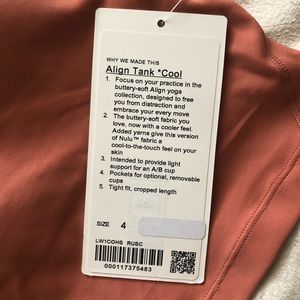 WHY WE MADE THIS
Align Tank *Cool
1. Focus on your practice in the
buttery-soft Align yoga
collection, designed to free
you from distraction and
embrace your every move
2. The buttery-soft fabric you
love, now with a cooler feel.
Added yarns give this version
of Nulu™ fabric a
cool-to-the-touch feel on your
skin
3. Intended to provide light
support for an A/B cup
4. Pockets for optional, removable
cups
5. Tight fit, cropped length
SIZE 4
LW1COHS RUSC
000117375483